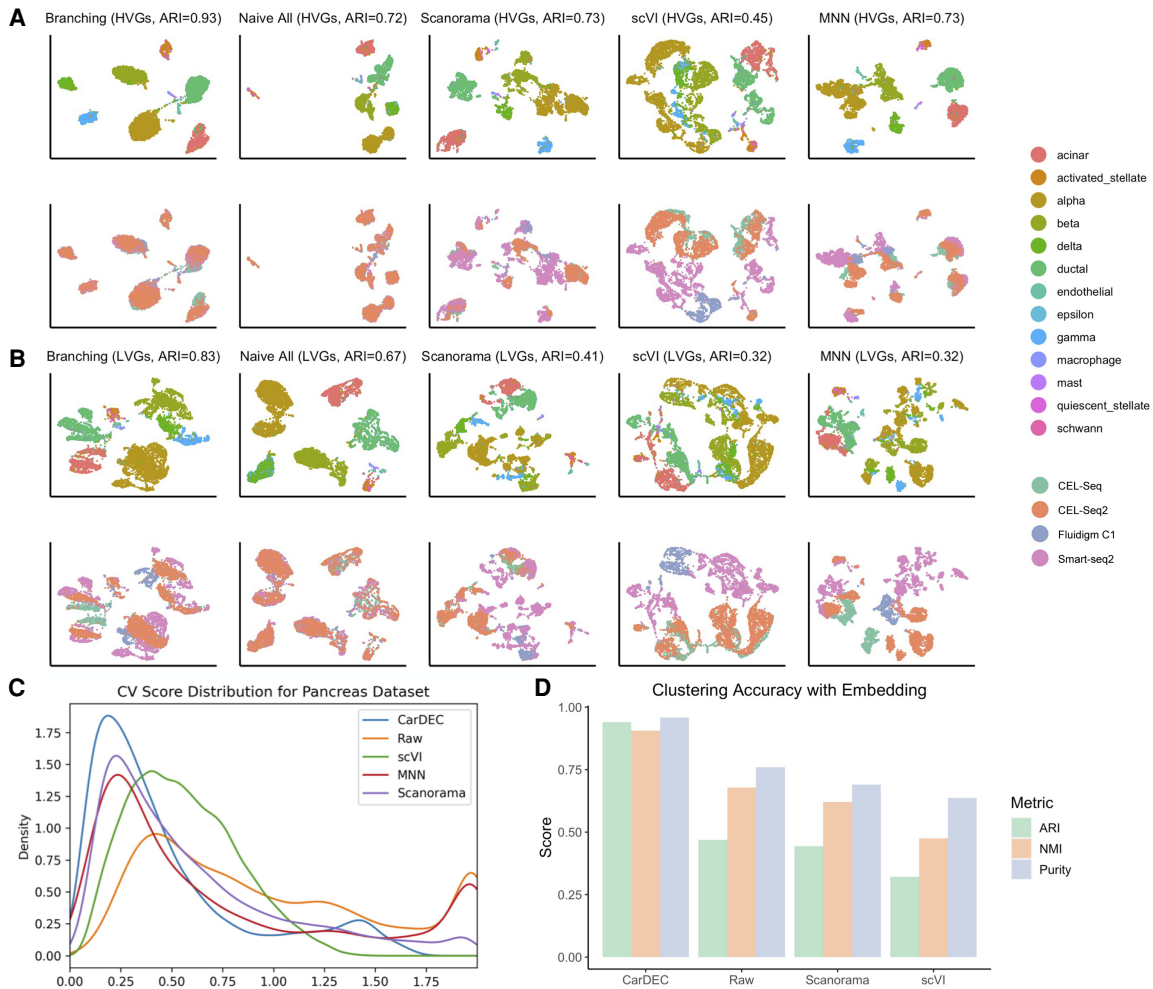 A
Branching (HVGs, ARI=0.93)
Naive All (HVGs, ARI=0.72)
Scanorama (HVGs, ARI=0.73)
scVI (HVGs, ARI=0.45)
MNN (HVGs, ARI=0.73)
acinar
activated_stellate
alpha
beta
delta
ductal
endothelial
epsilon
gamma
macrophage
mast
quiescent_stellate
schwann
CEL-Seq
CEL-Seq2
Fluidigm C1
Smart-seq2
B
Branching (LVGs, ARI=0.83)
Naive All (LVGs, ARI=0.67)
Scanorama (LVGs, ARI=0.41)
scVI (LVGs, ARI=0.32)
MNN (LVGs, ARI=0.32)
C
CV Score Distribution for Pancreas Dataset
Density
1.75
1.50
1.25
1.00
0.75
0.50
0.25
0.00
0.00
0.25
0.50
0.75
1.00
1.25
1.50
1.75
CarDEC
Raw
scVI
MNN
Scanorama
D
Clustering Accuracy with Embedding
Score
1.00
0.75
0.50
0.25
0.00
CarDEC
Raw
Scanorama
scVI
Metric
ARI
NMI
Purity